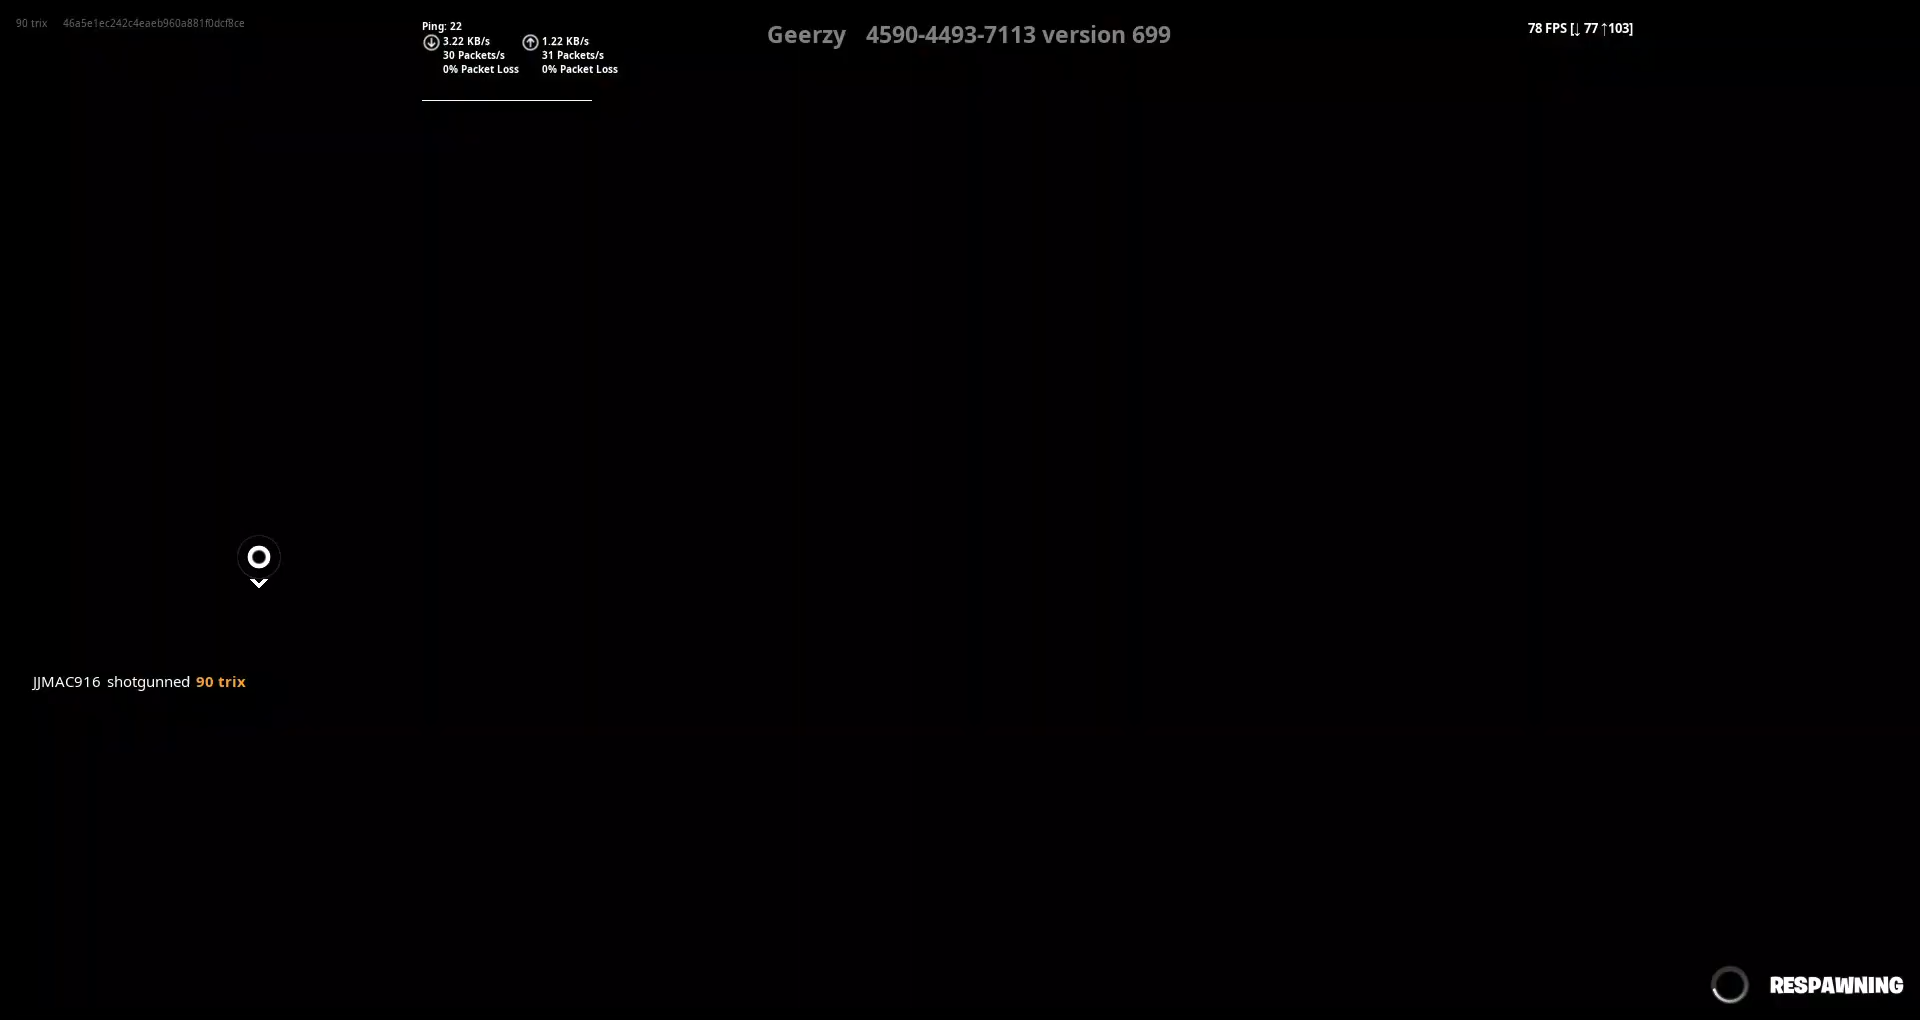 90 trix 46a5e1ec242c4eaeb960a881f0dcf8ce
Ping: 22
3.22 KB/s 1.22 KB/s
30 Packets/s 31 Packets/s
0% Packet Loss 0% Packet Loss
Geerzy 4590-4493-7113 version 699
78 FPS [↓ 77 ↑103]
JJMAC916 shotgunned 90 trix
RESPAWNING